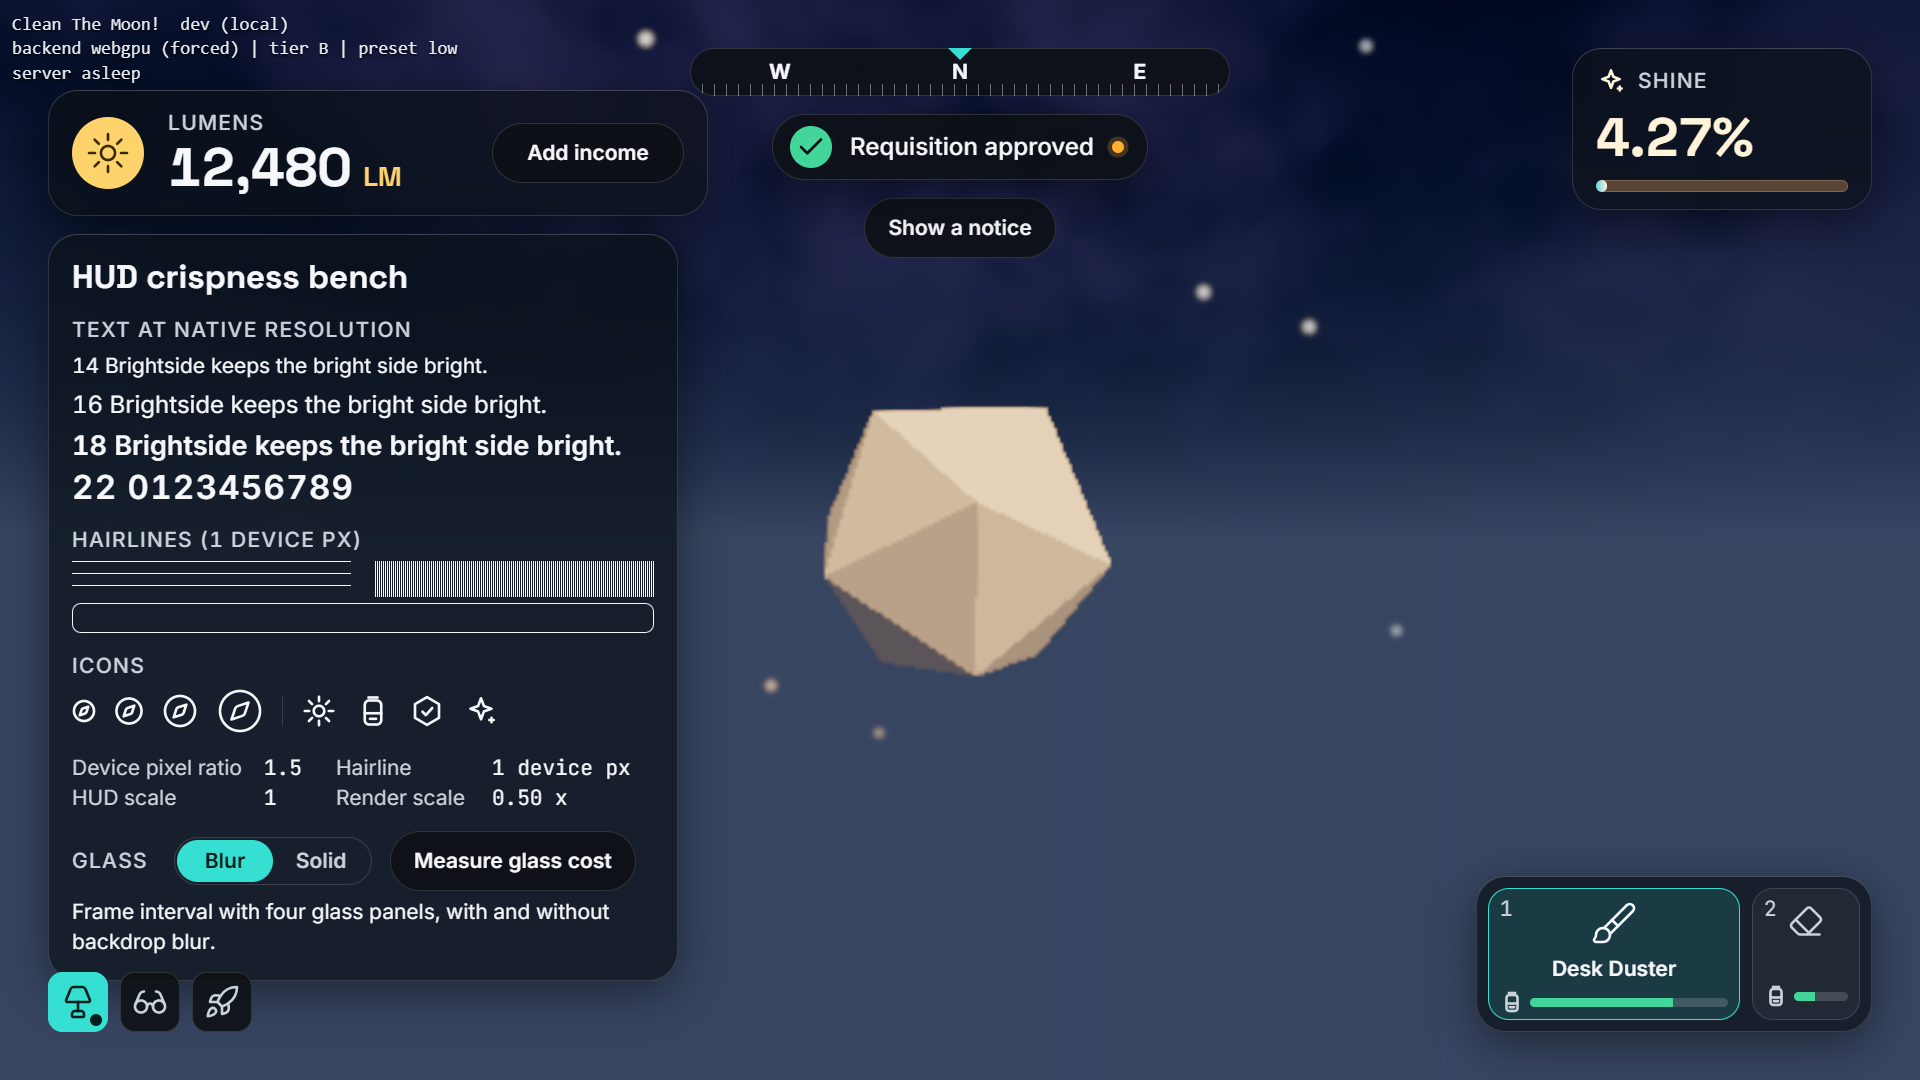 Clean The Moon!  dev (local)
backend webgpu (forced) | tier B | preset low
server asleep
W N E
LUMENS
12,480 LM
Add income
Requisition approved
Show a notice
SHINE
4.27%
HUD crispness bench
TEXT AT NATIVE RESOLUTION
14 Brightside keeps the bright side bright.
16 Brightside keeps the bright side bright.
18 Brightside keeps the bright side bright.
22 0123456789
HAIRLINES (1 DEVICE PX)
ICONS
Device pixel ratio 1.5 Hairline 1 device px
HUD scale 1 Render scale 0.50 x
GLASS Blur Solid Measure glass cost
Frame interval with four glass panels, with and without
backdrop blur.
1 2
Desk Duster